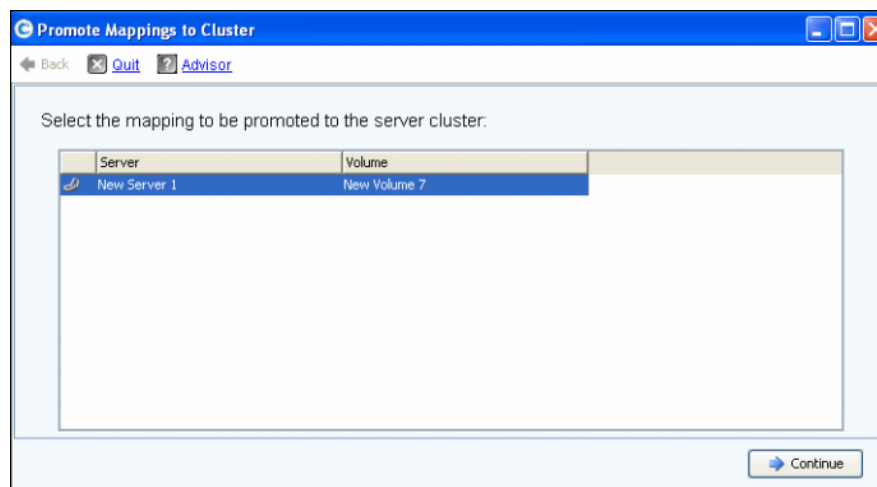 Promote Mappings to Cluster
Back Quit ? Advisor
Select the mapping to be promoted to the server cluster:
Server Volume
New Server 1 New Volume 7
Continue